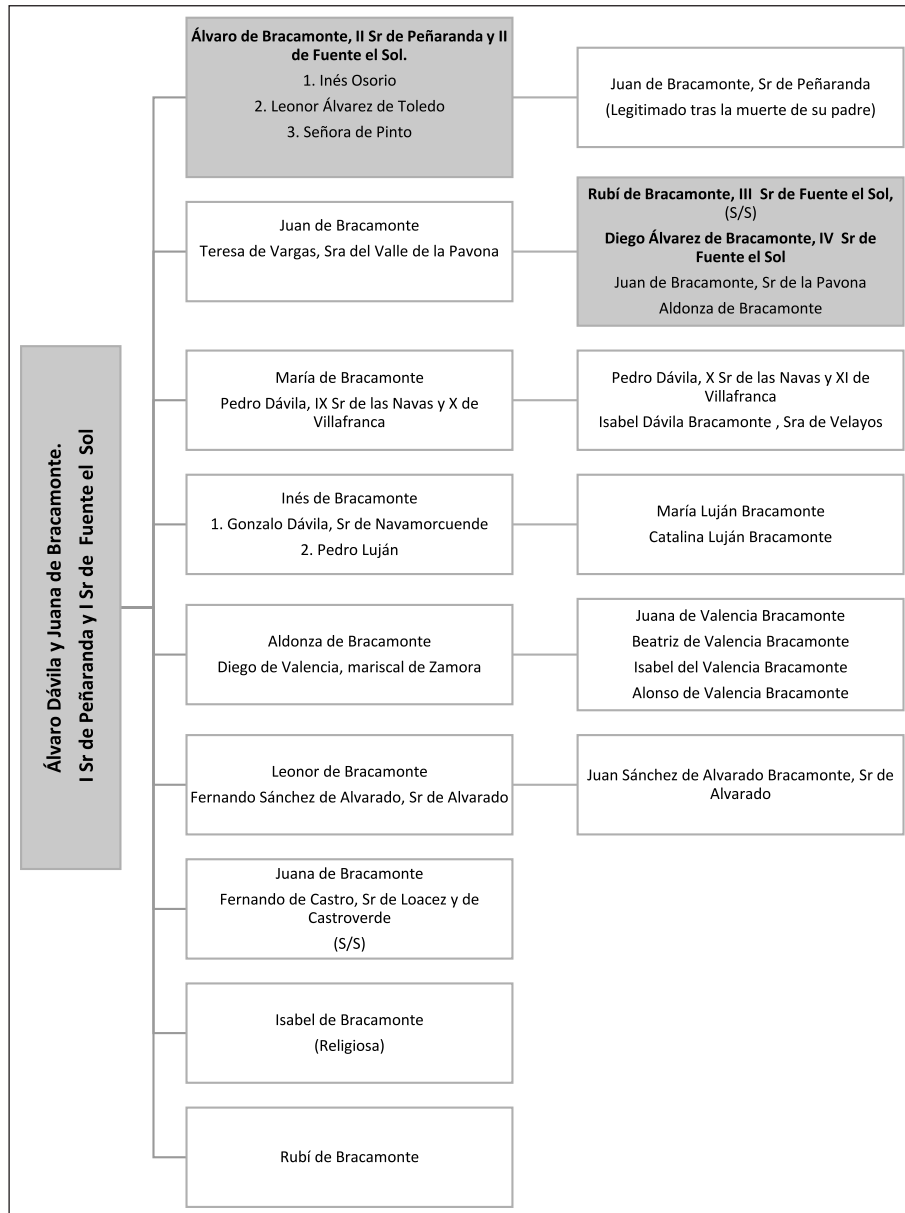 Álvaro Dávila y Juana de Bracamonte.
I Sr de Peñaranda y I Sr de Fuente el Sol
Álvaro de Bracamonte, II Sr de Peñaranda y II
de Fuente el Sol.
1. Inés Osorio
2. Leonor Álvarez de Toledo
3. Señora de Pinto
Juan de Bracamonte, Sr de Peñaranda
(Legitimado tras la muerte de su padre)
Juan de Bracamonte
Teresa de Vargas, Sra del Valle de la Pavona
Rubí de Bracamonte, III Sr de Fuente el Sol,
(S/S)
Diego Álvarez de Bracamonte, IV Sr de
Fuente el Sol
Juan de Bracamonte, Sr de la Pavona
Aldonza de Bracamonte
María de Bracamonte
Pedro Dávila, IX Sr de las Navas y X de
Villafranca
Pedro Dávila, X Sr de las Navas y XI de
Villafranca
Isabel Dávila Bracamonte , Sra de Velayos
Inés de Bracamonte
1. Gonzalo Dávila, Sr de Navamorcuende
2. Pedro Luján
María Luján Bracamonte
Catalina Luján Bracamonte
Aldonza de Bracamonte
Diego de Valencia, mariscal de Zamora
Juana de Valencia Bracamonte
Beatriz de Valencia Bracamonte
Isabel del Valencia Bracamonte
Alonso de Valencia Bracamonte
Leonor de Bracamonte
Fernando Sánchez de Alvarado, Sr de Alvarado
Juan Sánchez de Alvarado Bracamonte, Sr de
Alvarado
Juana de Bracamonte
Fernando de Castro, Sr de Loacez y de
Castroverde
(S/S)
Isabel de Bracamonte
(Religiosa)
Rubí de Bracamonte